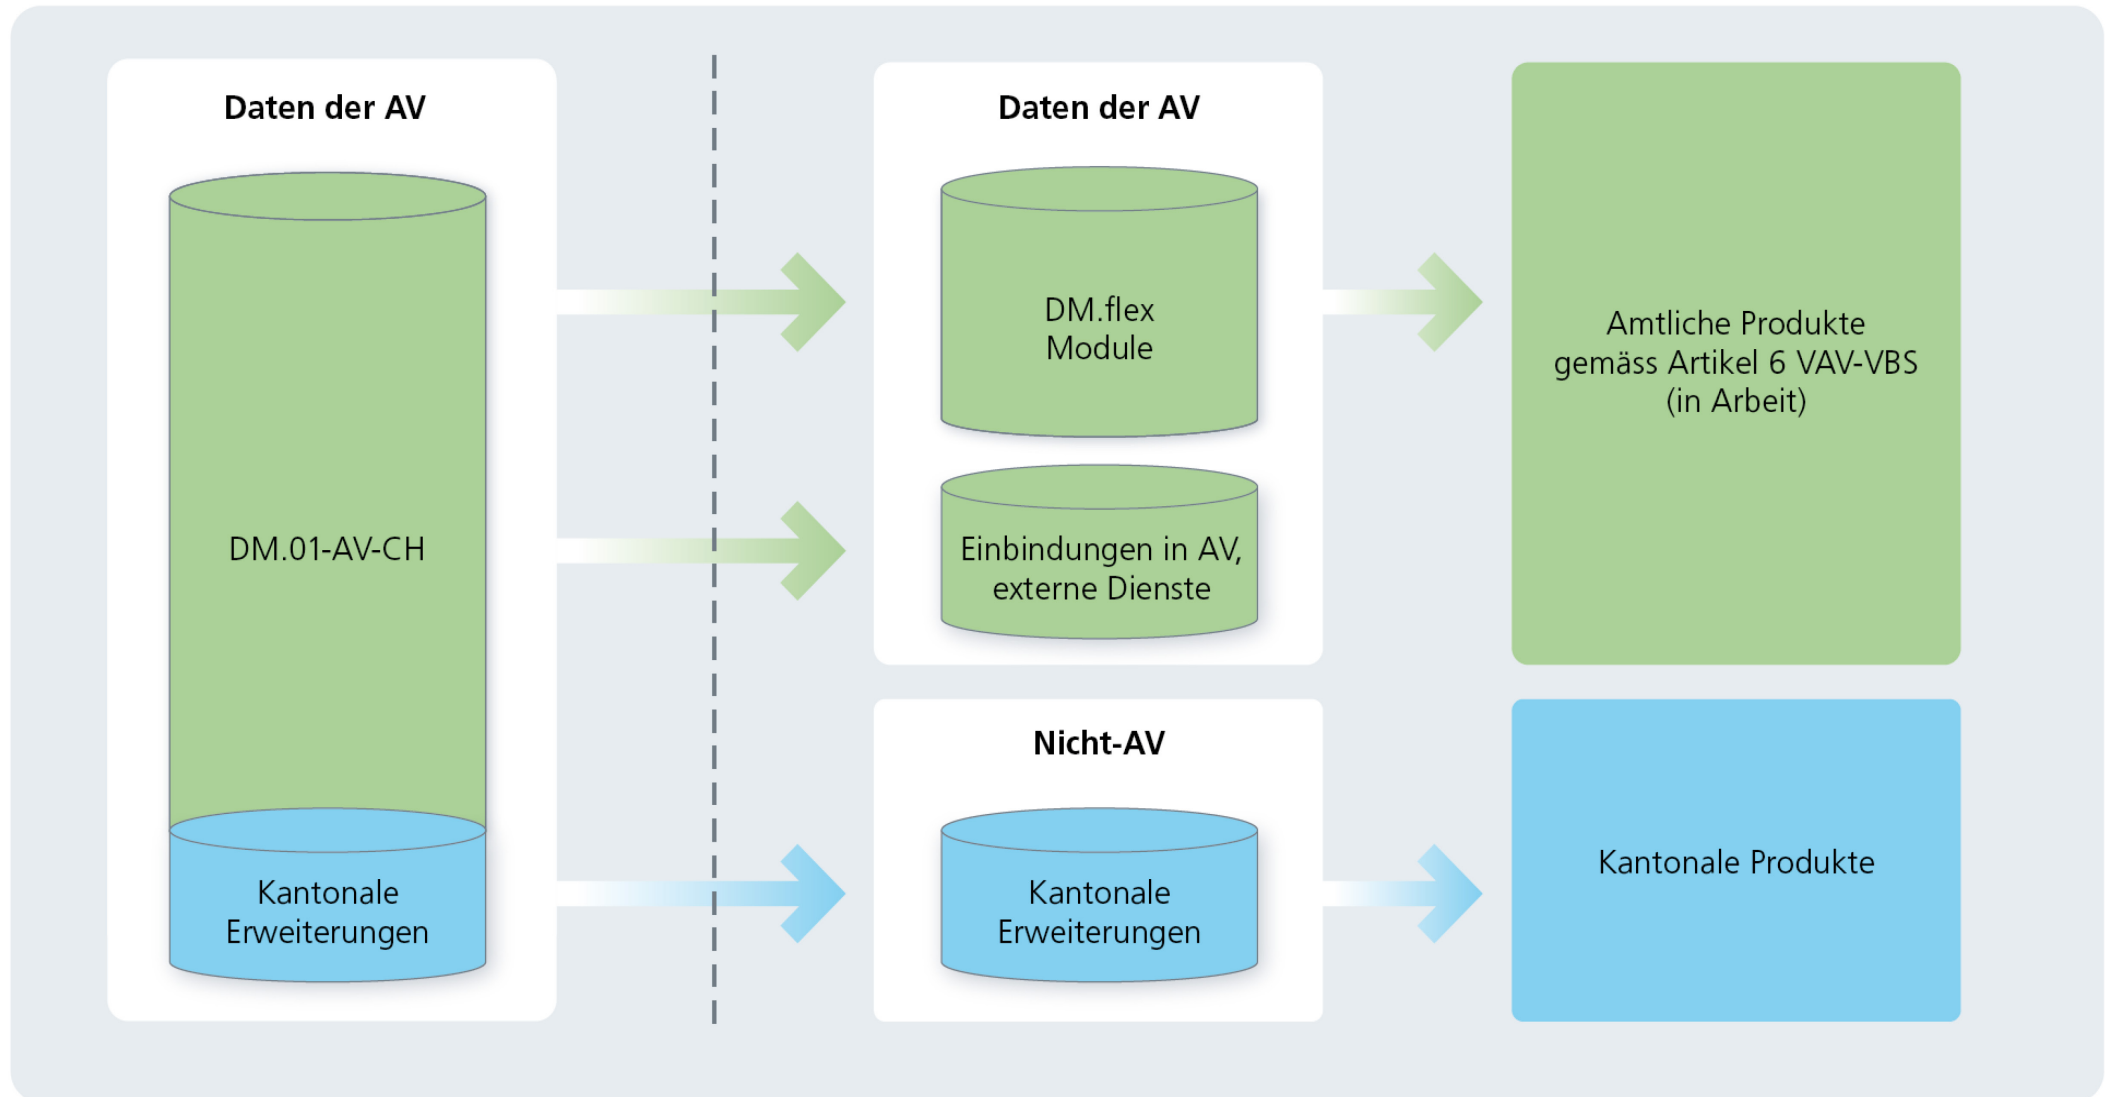 Daten der AV
DM.01-AV-CH
Kantonale
Erweiterungen
Daten der AV
DM.flex
Module
Einbindungen in AV,
externe Dienste
Nicht-AV
Kantonale
Erweiterungen
Amtliche Produkte
gemäss Artikel 6 VAV-VBS
(in Arbeit)
Kantonale Produkte